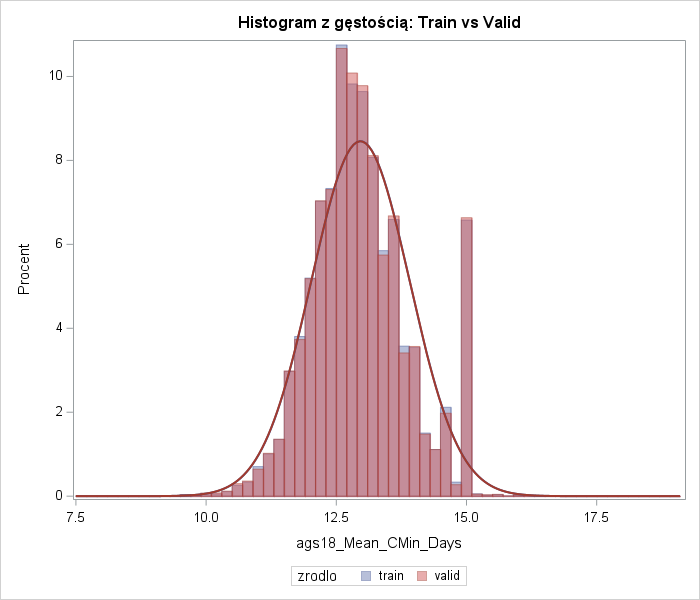 Histogram z gęstością: Train vs Valid
Procent
10
8
6
4
2
0
7.5 10.0 12.5 15.0 17.5
ags18_Mean_CMin_Days
zrodlo train valid